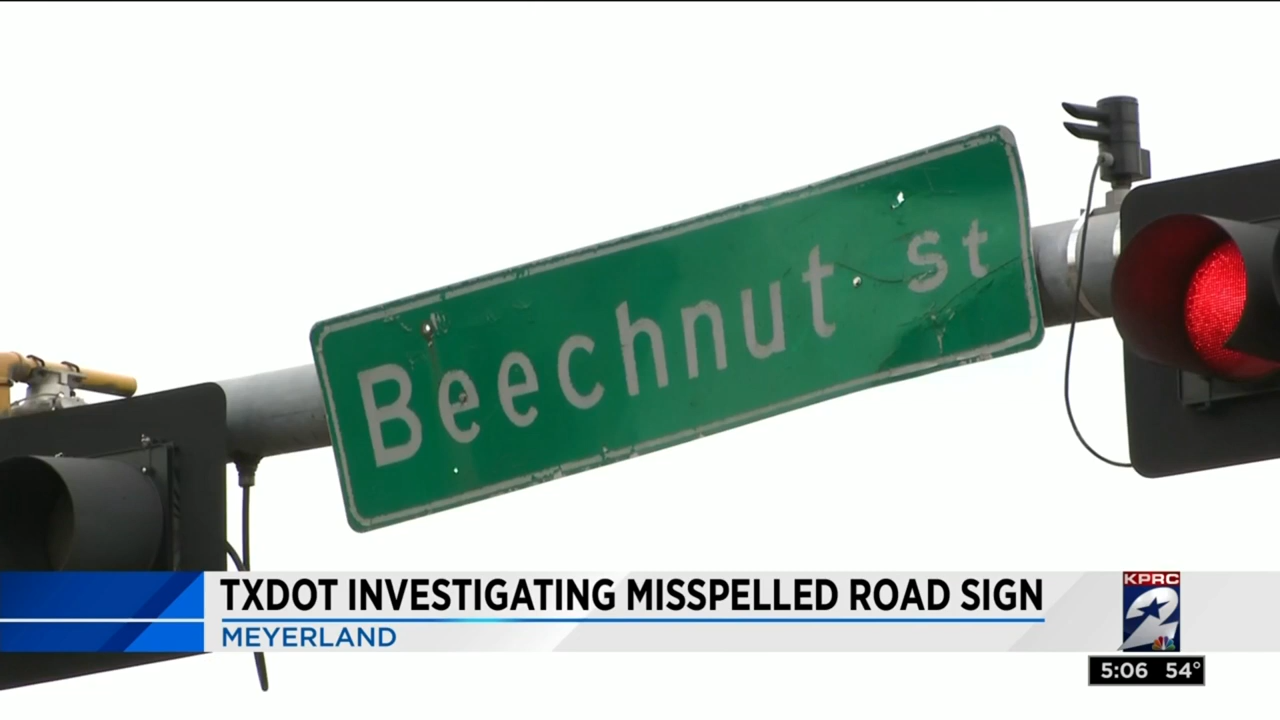 Beechnut St
TXDOT INVESTIGATING MISSPELLED ROAD SIGN
MEYERLAND
KPRC
2
5:06 54°